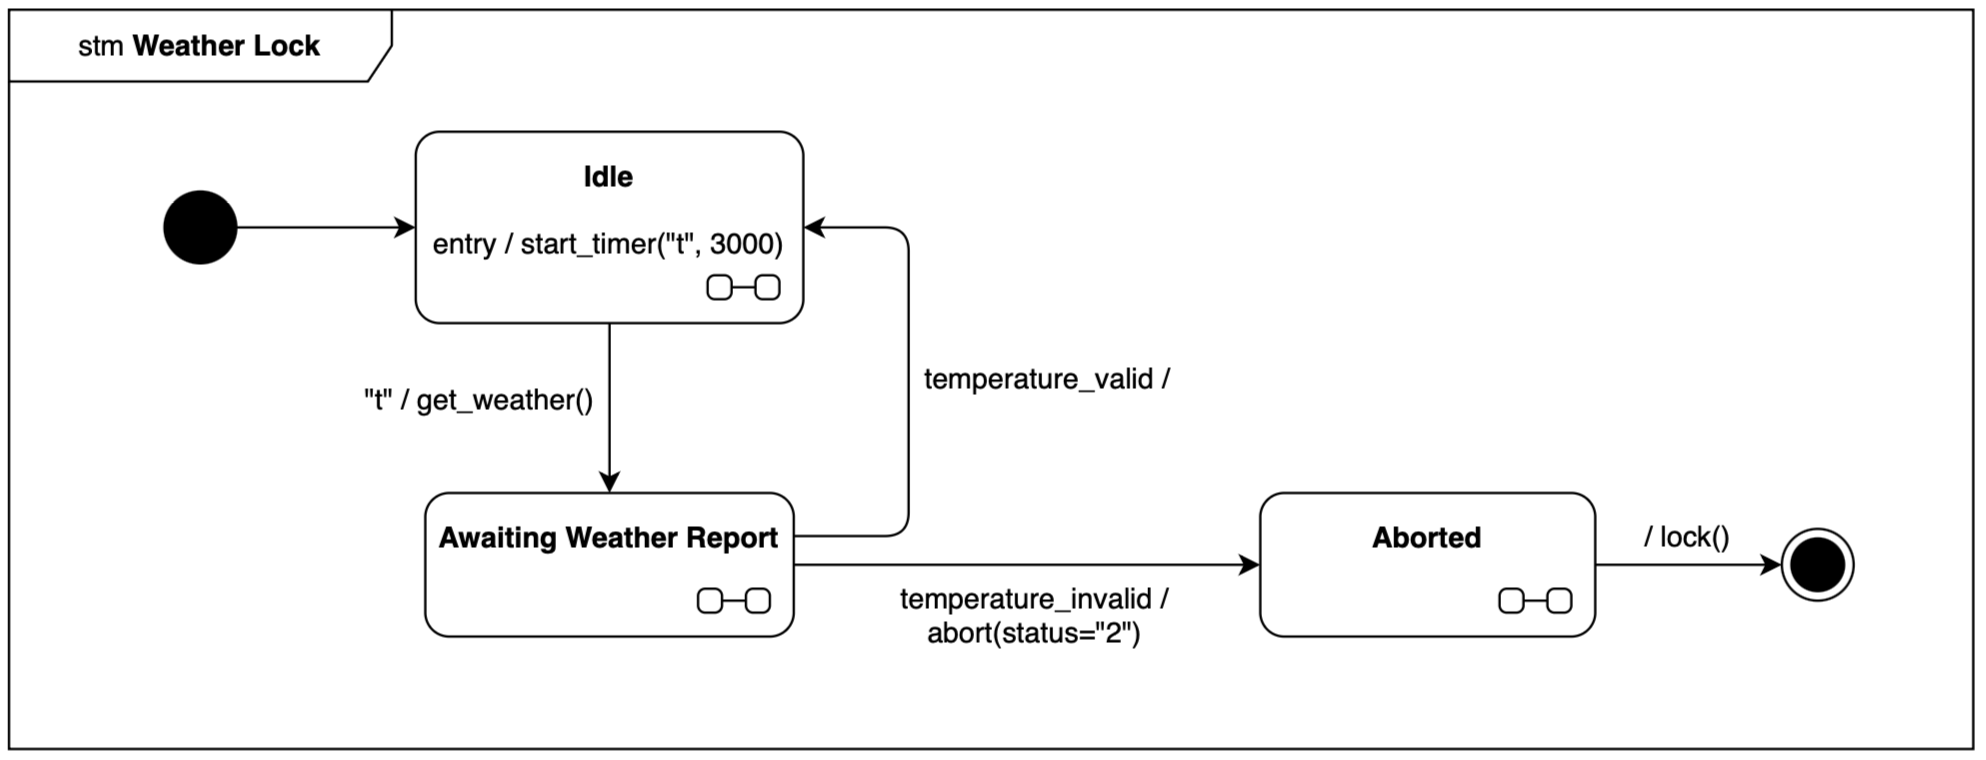 stm Weather Lock
Idle
entry / start_timer("t", 3000)
"t" / get_weather()
temperature_valid /
Awaiting Weather Report
temperature_invalid /
abort(status="2")
Aborted
/ lock()